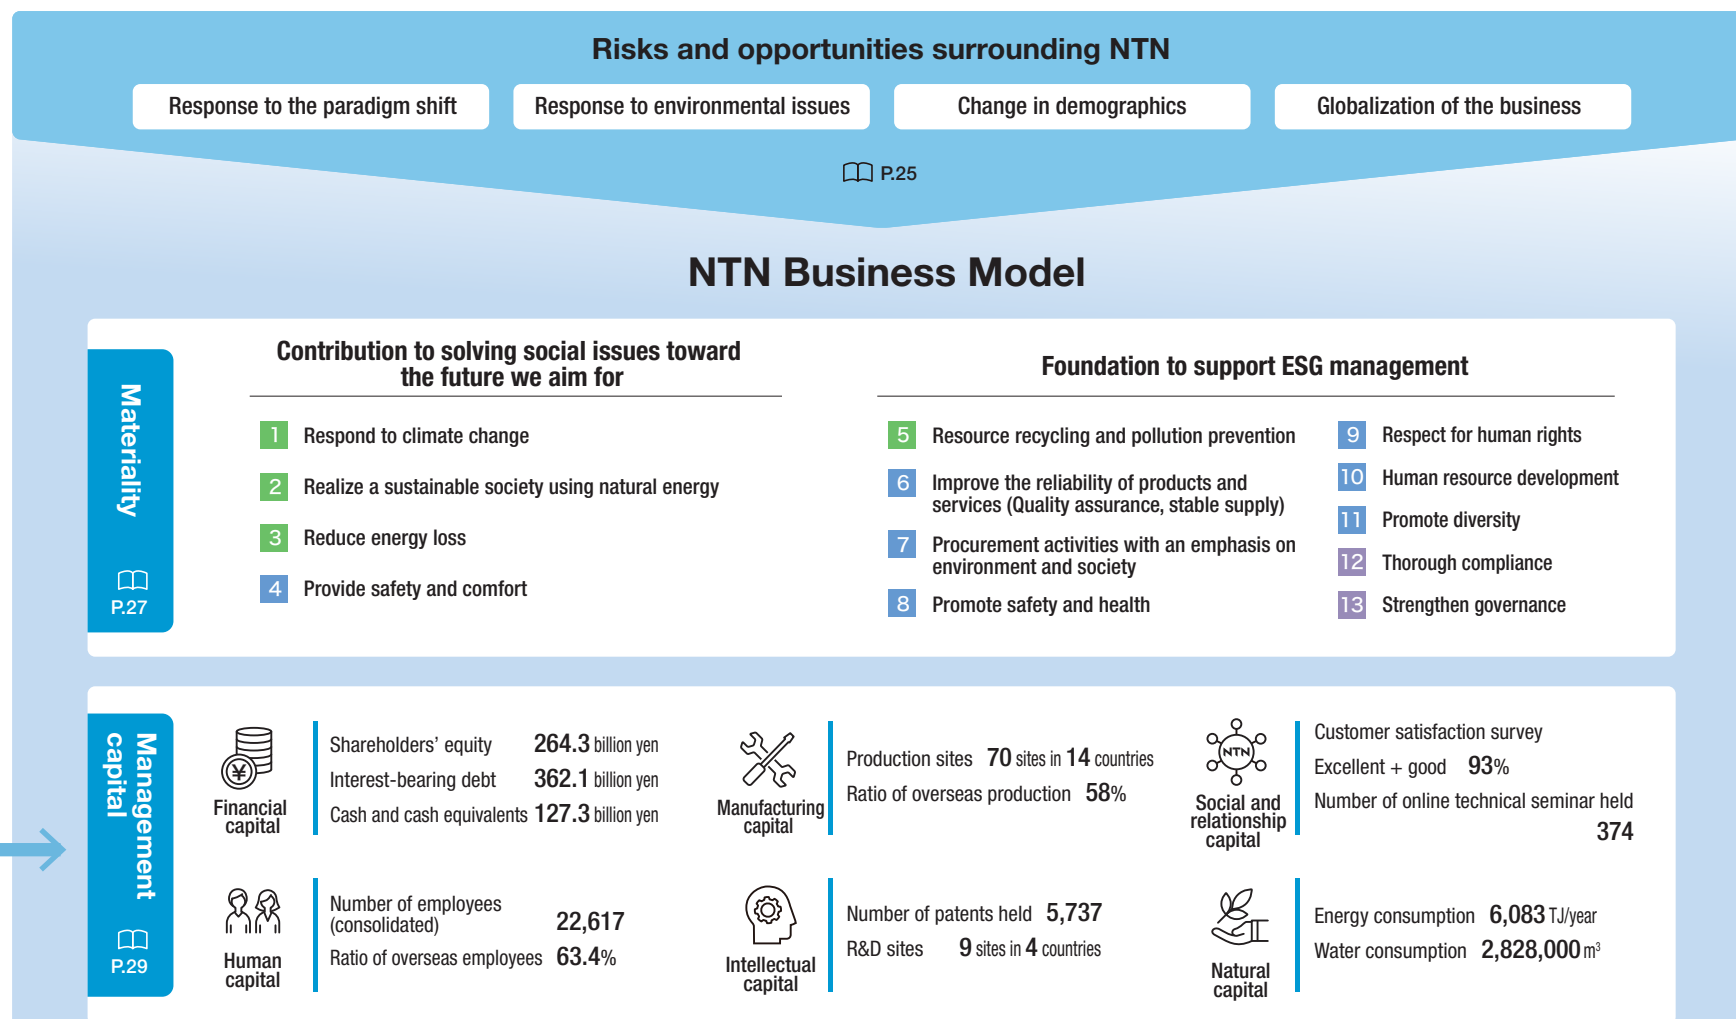 Risks and opportunities surrounding NTN
Response to the paradigm shift
Response to environmental issues
Change in demographics
Globalization of the business
P.25
NTN Business Model
Materiality
P.27
Contribution to solving social issues toward
the future we aim for
1 Respond to climate change
2 Realize a sustainable society using natural energy
3 Reduce energy loss
4 Provide safety and comfort
Foundation to support ESG management
5 Resource recycling and pollution prevention
6 Improve the reliability of products and
services (Quality assurance, stable supply)
7 Procurement activities with an emphasis on
environment and society
8 Promote safety and health
9 Respect for human rights
10 Human resource development
11 Promote diversity
12 Thorough compliance
13 Strengthen governance
Management
capital
P.29
Financial
capital
Shareholders’ equity 264.3 billion yen
Interest-bearing debt 362.1 billion yen
Cash and cash equivalents 127.3 billion yen
Manufacturing
capital
Production sites 70 sites in 14 countries
Ratio of overseas production 58%
NTN
Social and
relationship
capital
Customer satisfaction survey
Excellent + good 93%
Number of online technical seminar held
374
Human
capital
Number of employees
(consolidated) 22,617
Ratio of overseas employees 63.4%
Intellectual
capital
Number of patents held 5,737
R&D sites 9 sites in 4 countries
Natural
capital
Energy consumption 6,083 TJ/year
Water consumption 2,828,000 m³